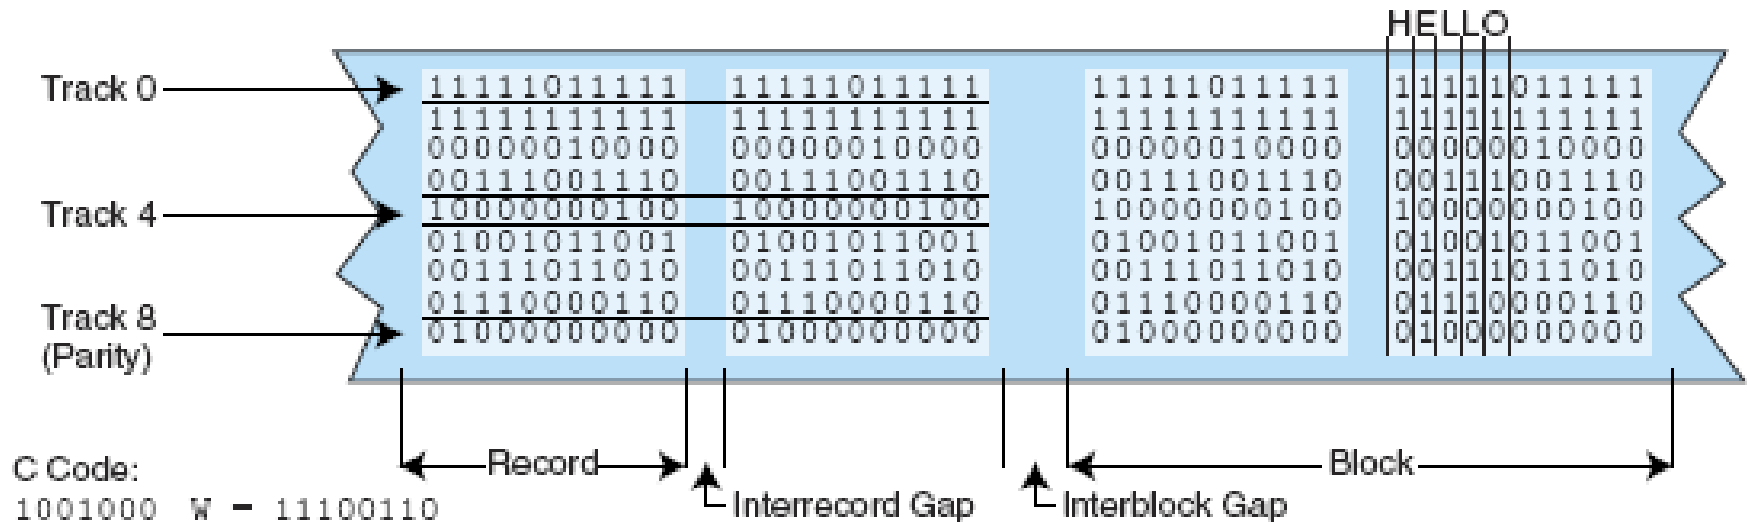 HELLO
Track 0 11111011111 11111011111 11111011111 11111011111
11111111111 11111111111 11111111111 11111111111
00000010000 00000010000 00000010000 00000010000
00111001110 00111001110 00111001110 00111001110
Track 4 10000000100 10000000100 10000000100 10000000100
01001011001 01001011001 01001011001 01001011001
00111011010 00111011010 00111011010 00111011010
01110000110 01110000110 01110000110 01110000110
Track 8 01000000000 01000000000 01000000000 01000000000
(Parity)
Record Block
C Code:
Interrecord Gap Interblock Gap
1001000 W – 11100110